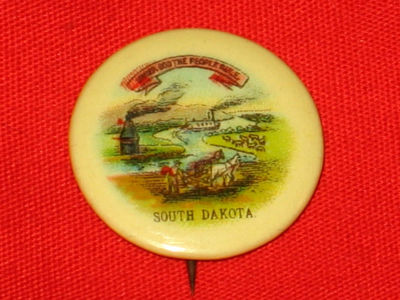 UNDER GOD THE PEOPLE RULE
SOUTH DAKOTA.